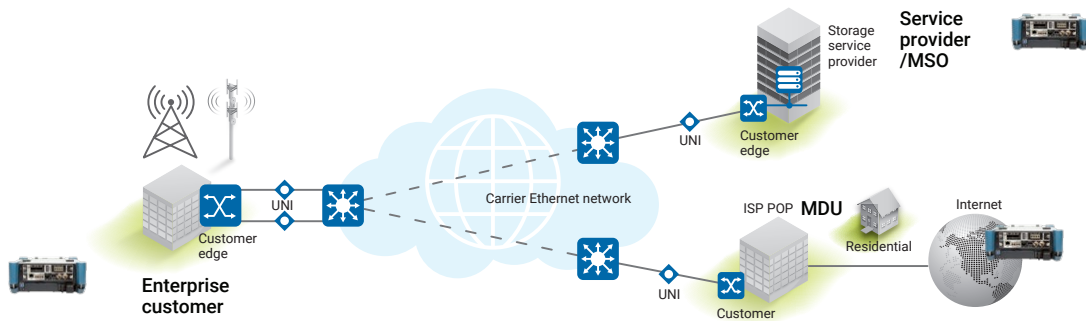 Storage
service
provider
Service
provider
/MSO
UNI
Customer
edge
Carrier Ethernet network
UNI
Customer
edge
Enterprise
customer
ISP POP
MDU
Residential
Internet
UNI
Customer